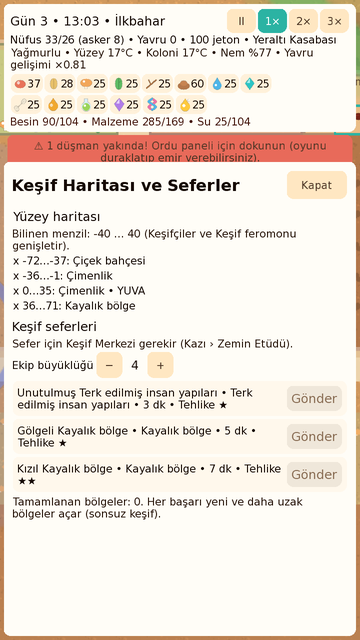 Gün 3 • 13:03 • İlkbahar
II 1× 2× 3×
Nüfus 33/26 (asker 8) • Yavru 0 • 100 jeton • Yeraltı Kasabası
Yağmurlu • Yüzey 17°C • Koloni 17°C • Nem %77 • Yavru
gelişimi ×0.81
37 28 25 25 25 60 25 25
25 25 25 25 25 25
Besin 90/104 • Malzeme 285/169 • Su 25/104
⚠ 1 düşman yakında! Ordu paneli için dokunun (oyunu
duraklatıp emir verebilirsiniz).
Keşif Haritası ve Seferler
Kapat
Yüzey haritası
Bilinen menzil: -40 … 40 (Keşifçiler ve Keşif feromonu
genişletir).
x -72…-37: Çiçek bahçesi
x -36…-1: Çimenlik
x 0…35: Çimenlik • YUVA
x 36…71: Kayalık bölge
Keşif seferleri
Sefer için Keşif Merkezi gerekir (Kazı › Zemin Etüdü).
Ekip büyüklüğü − 4 +
Unutulmuş Terk edilmiş insan yapıları • Terk
edilmiş insan yapıları • 3 dk • Tehlike ★
Gönder
Gölgeli Kayalık bölge • Kayalık bölge • 5 dk •
Tehlike ★
Gönder
Kızıl Kayalık bölge • Kayalık bölge • 7 dk • Tehlike
★★
Gönder
Tamamlanan bölgeler: 0. Her başarı yeni ve daha uzak
bölgeler açar (sonsuz keşif).